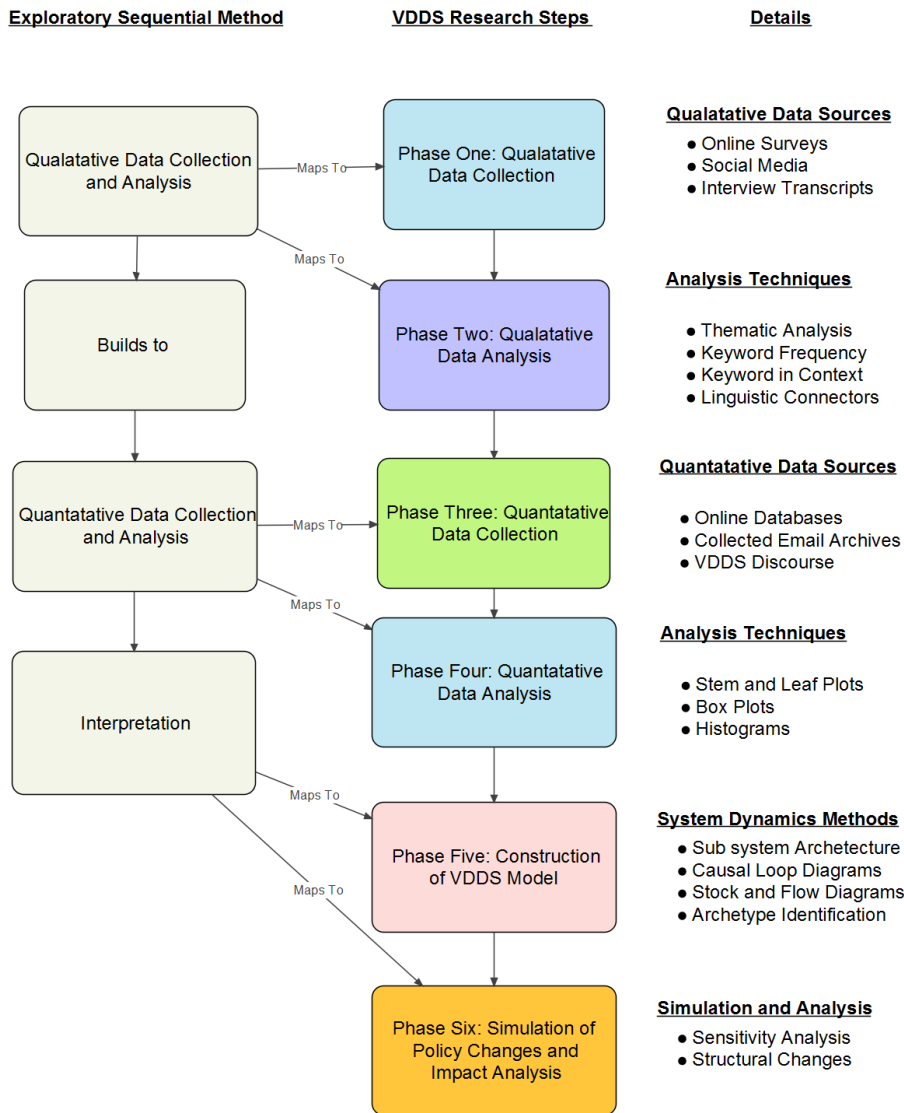 Exploratory Sequential Method
VDDS Research Steps
Details
Qualatative Data Collection
and Analysis
Maps To
Phase One: Qualatative
Data Collection
Qualatative Data Sources
● Online Surveys
● Social Media
● Interview Transcripts
Maps To
Builds to
Phase Two: Qualatative
Data Analysis
Analysis Techniques
● Thematic Analysis
● Keyword Frequency
● Keyword in Context
● Linguistic Connectors
Quantatative Data Collection
and Analysis
Maps To
Phase Three: Quantatative
Data Collection
Quantatative Data Sources
● Online Databases
● Collected Email Archives
● VDDS Discourse
Maps To
Interpretation
Phase Four: Quantatative
Data Analysis
Analysis Techniques
● Stem and Leaf Plots
● Box Plots
● Histograms
Maps To
Phase Five: Construction
of VDDS Model
System Dynamics Methods
● Sub system Archetecture
● Causal Loop Diagrams
● Stock and Flow Diagrams
● Archetype Identification
Maps To
Phase Six: Simulation of
Policy Changes and
Impact Analysis
Simulation and Analysis
● Sensitivity Analysis
● Structural Changes